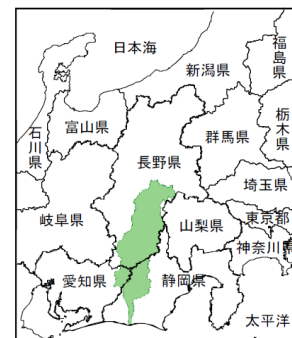 日本海
新潟県
福島県
富山県
石川県
群馬県
栃木県
長野県
埼玉県
岐阜県
山梨県
東京都
神奈川県
愛知県
静岡県
太平洋